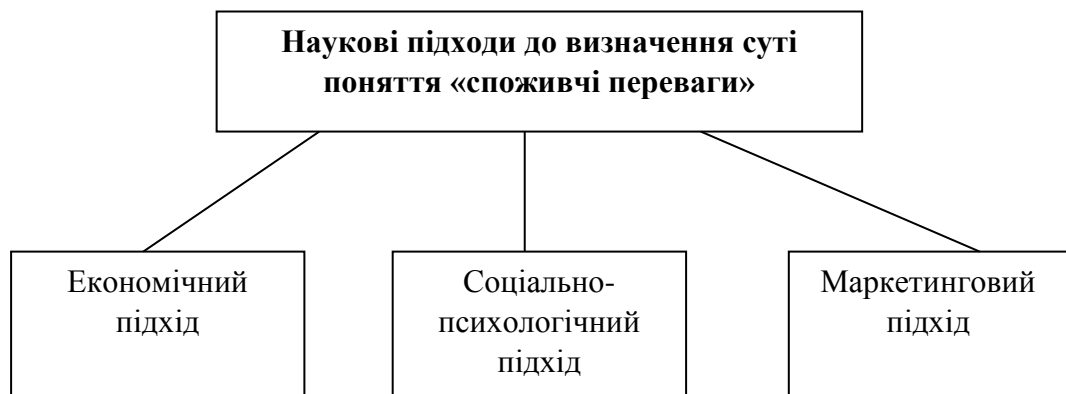 Наукові підходи до визначення суті
поняття «споживчі переваги»
Економічний
підхід
Соціально-
психологічний
підхід
Маркетинговий
підхід